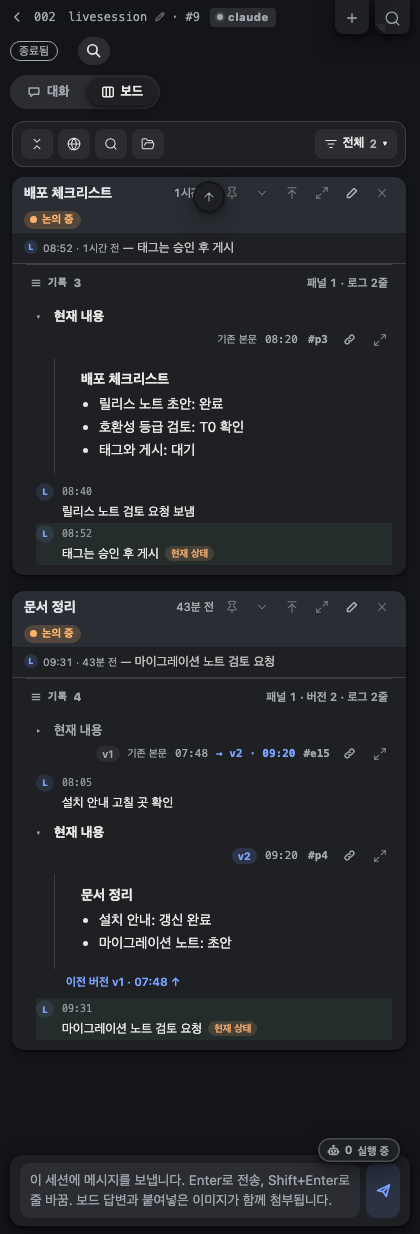 002 livesession · #9 claude
종료됨
대화 보드
전체 2
배포 체크리스트 1시간
논의 중
L 08:52 · 1시간 전 — 태그는 승인 후 게시
기록 3 패널 1 · 로그 2줄
현재 내용
기존 본문 08:20 #p3
배포 체크리스트
• 릴리스 노트 초안: 완료
• 호환성 등급 검토: T0 확인
• 태그와 게시: 대기
L 08:40
릴리스 노트 검토 요청 보냄
L 08:52
태그는 승인 후 게시 현재 상태
문서 정리 43분 전
논의 중
L 09:31 · 43분 전 — 마이그레이션 노트 검토 요청
기록 4 패널 1 · 버전 2 · 로그 2줄
현재 내용
v1 기존 본문 07:48 → v2 · 09:20 #e15
L 08:05
설치 안내 고칠 곳 확인
현재 내용
v2 09:20 #p4
문서 정리
• 설치 안내: 갱신 완료
• 마이그레이션 노트: 초안
이전 버전 v1 · 07:48 ↑
L 09:31
마이그레이션 노트 검토 요청 현재 상태
0 실행 중
이 세션에 메시지를 보냅니다. Enter로 전송, Shift+Enter로
줄 바꿈. 보드 답변과 붙여넣은 이미지가 함께 첨부됩니다.